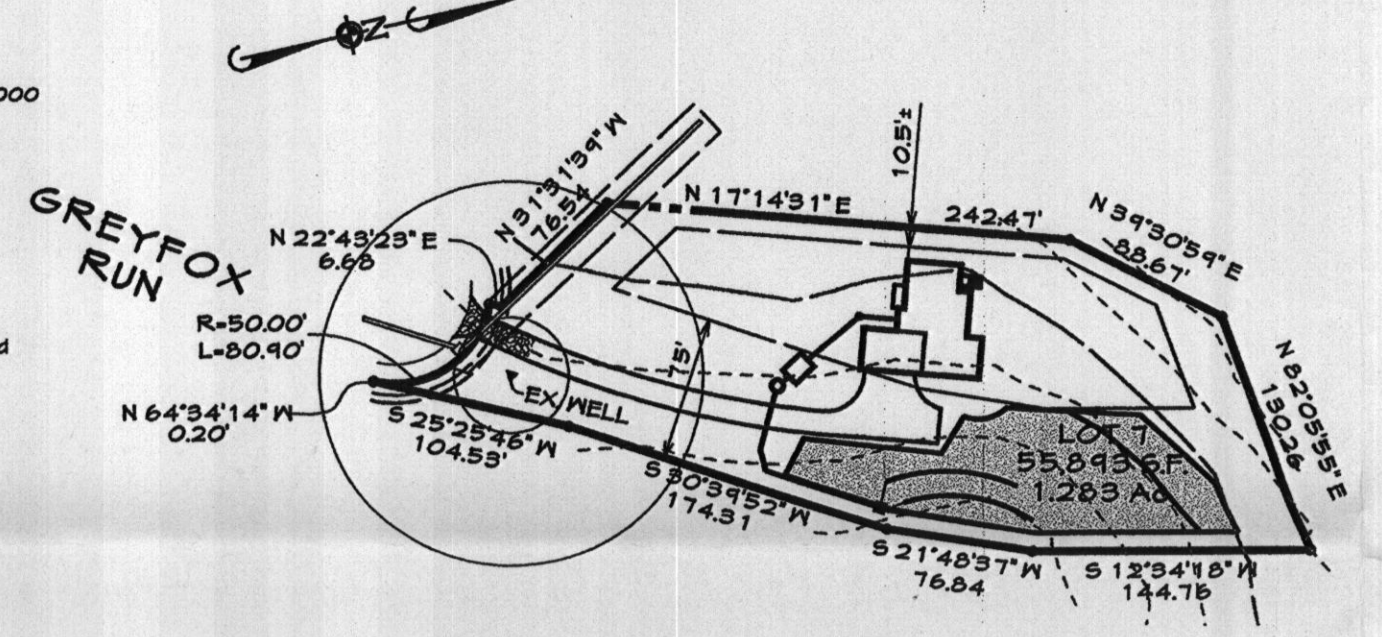 Z
000
GREYFOX
RUN
N 31°31'39" W
76.54
10.5'±
N 17°14'31" E
242.47'
N 39°30'59" E
88.67'
N 22°43'23" E
6.68
R=50.00'
L=80.90'
75'
N 82°05'55" E
130.26
N 64°34'14" W
0.20'
EX WELL
S 25°25'46" W
104.53'
LOT 7
55,893 S.F.
1.283 Ac
S 30°39'52" W
174.31
S 21°48'37" W
76.84
S 12°34'18" W
144.76